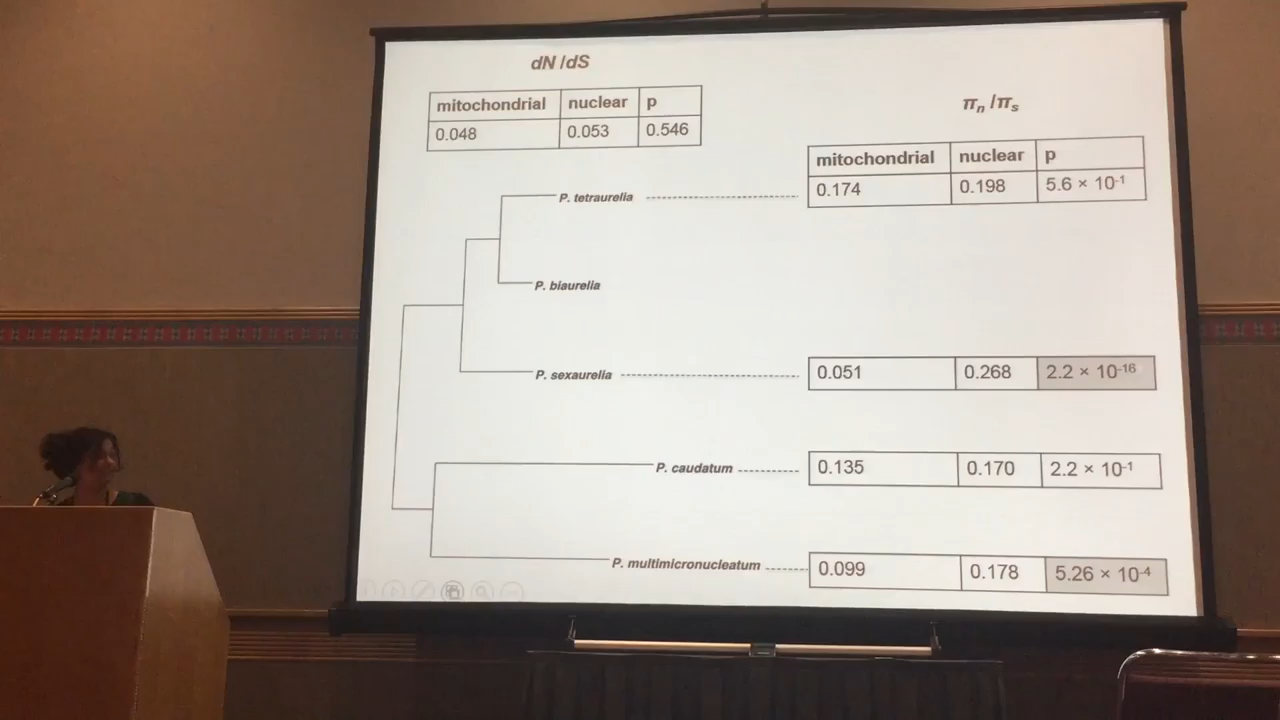 dN /dS
mitochondrial nuclear p
0.048 0.053 0.546
πn /πs
mitochondrial nuclear p
0.174 0.198 5.6 × 10-1
P. tetraurelia
P. biaurelia
P. sexaurelia
0.051 0.268 2.2 × 10-16
P. caudatum
0.135 0.170 2.2 × 10-1
P. multimicronucleatum
0.099 0.178 5.26 × 10-4